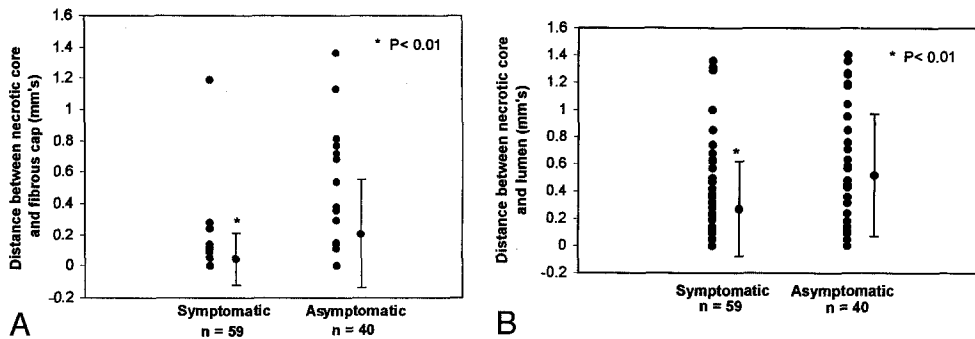 Distance between necrotic core
and fibrous cap (mm's)
1.6
1.4
1.2
1
0.8
0.6
0.4
0.2
0
-0.2
* P< 0.01
*
Symptomatic
n = 59
Asymptomatic
n = 40
A
Distance between necrotic core
and lumen (mm's)
1.6
1.4
1.2
1
0.8
0.6
0.4
0.2
0
-0.2
* P < 0.01
*
Symptomatic
n = 59
Asymptomatic
n = 40
B